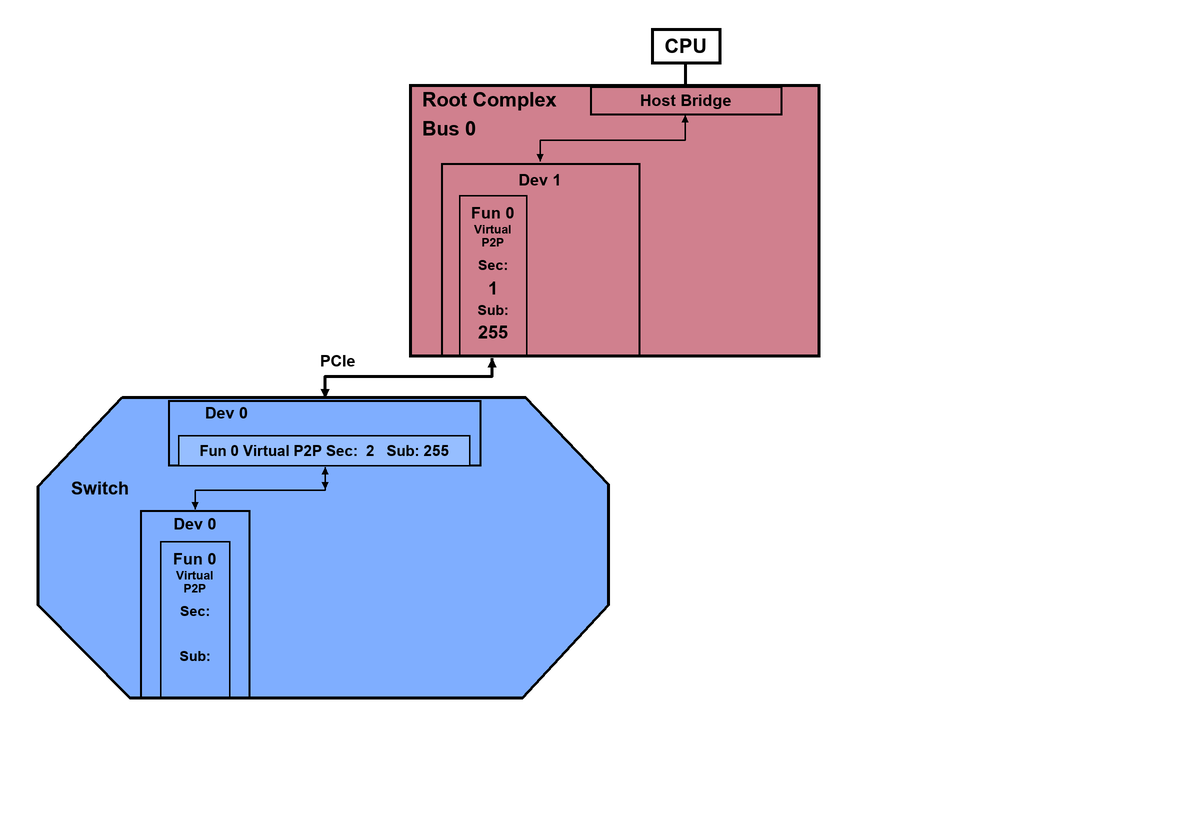 CPU
Root Complex
Host Bridge
Bus 0
Dev 1
Fun 0
Virtual
P2P
Sec:
1
Sub:
255
PCIe
Dev 0
Fun 0 Virtual P2P Sec:  2   Sub: 255
Switch
Dev 0
Fun 0
Virtual
P2P
Sec:
Sub: